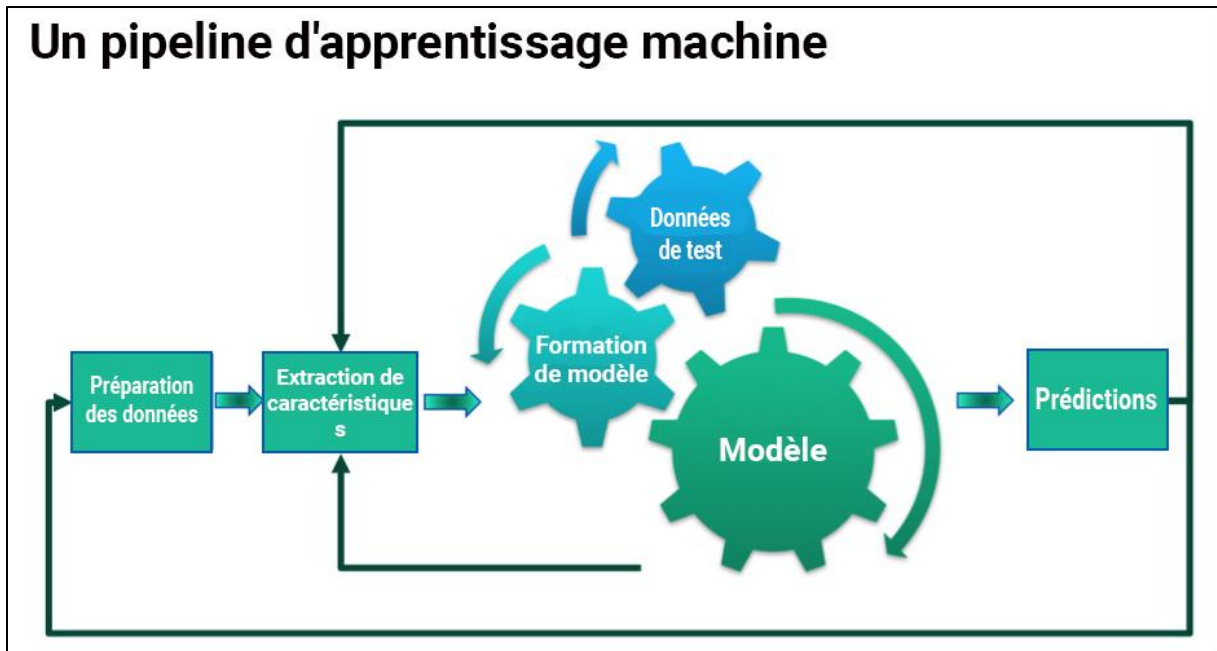 Un pipeline d'apprentissage machine
Données
de test
Formation
de modèle
Préparation
des données
Extraction de
caractéristique
s
Modèle
Prédictions